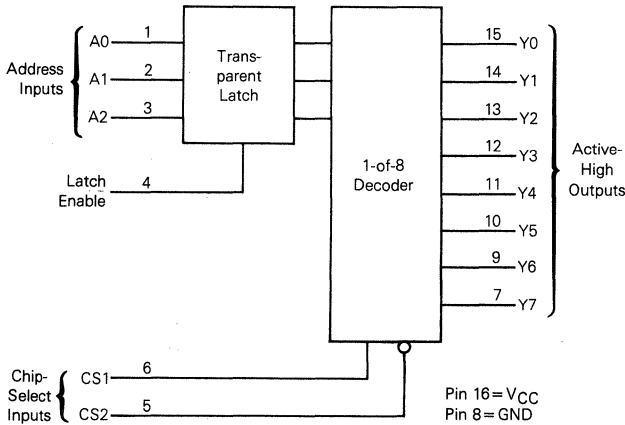 Address
Inputs
A0 1
A1 2
A2 3
Trans-
parent
Latch
Latch
Enable
4
1-of-8
Decoder
15 Y0
14 Y1
13 Y2
12 Y3
11 Y4
10 Y5
9 Y6
7 Y7
Active-
High
Outputs
Chip-
Select
Inputs
CS1 6
CS2 5
Pin 16=VCC
Pin 8=GND